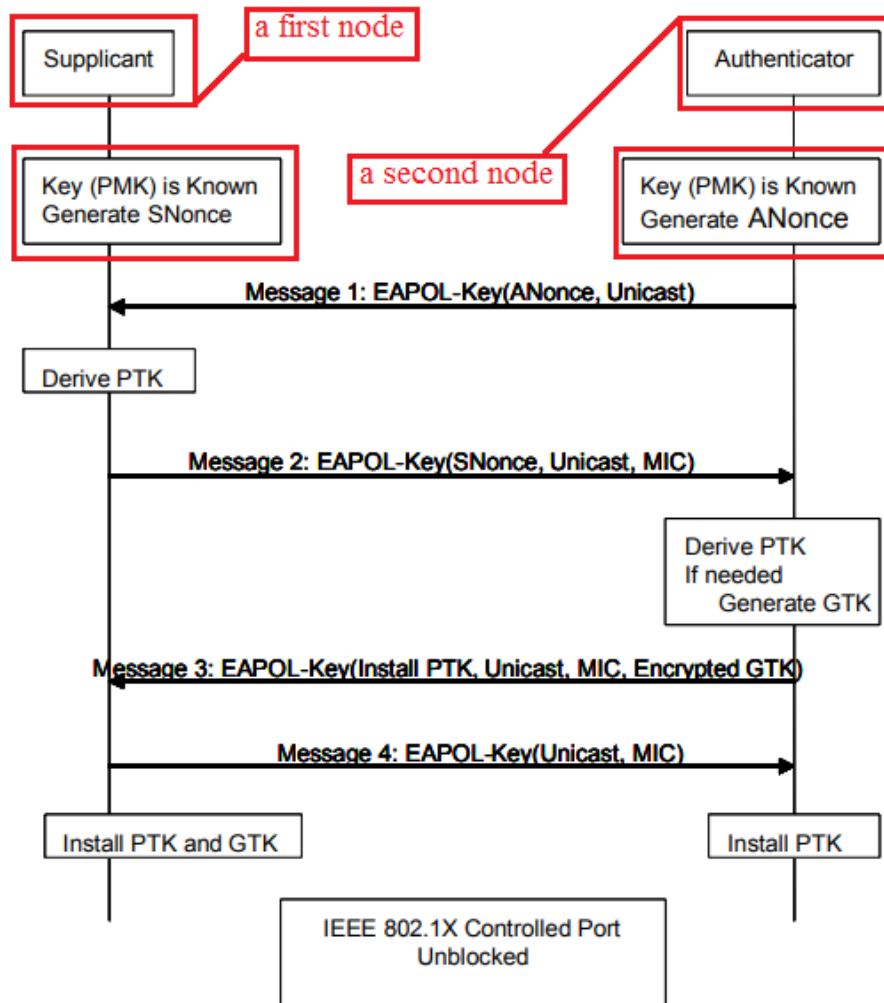 a first node
Supplicant
Authenticator
a second node
Key (PMK) is Known
Generate SNonce
Key (PMK) is Known
Generate ANonce
Message 1: EAPOL-Key(ANonce, Unicast)
Derive PTK
Message 2: EAPOL-Key(SNonce, Unicast, MIC)
Derive PTK
If needed
Generate GTK
Message 3: EAPOL-Key(Install PTK, Unicast, MIC, Encrypted GTK)
Message 4: EAPOL-Key(Unicast, MIC)
Install PTK and GTK
Install PTK
IEEE 802.1X Controlled Port
Unblocked